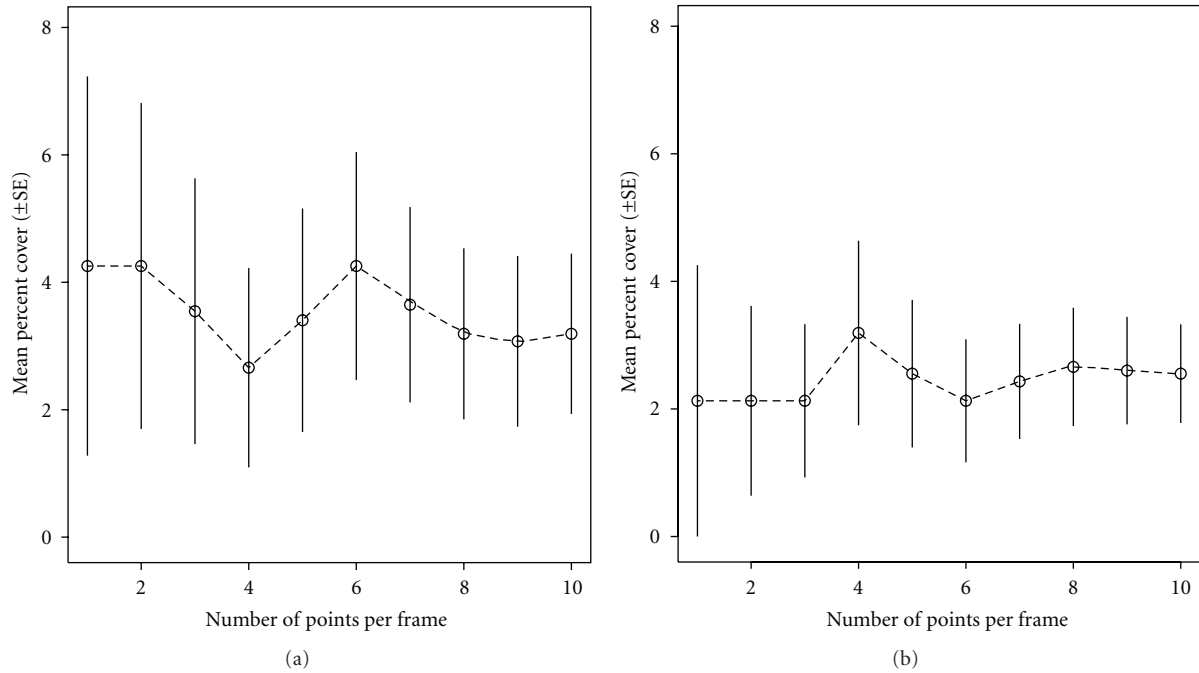 8
6
4
2
0
Mean percent cover (±SE)
2 4 6 8 10
Number of points per frame
(a)
8
6
4
2
0
Mean percent cover (±SE)
2 4 6 8 10
Number of points per frame
(b)